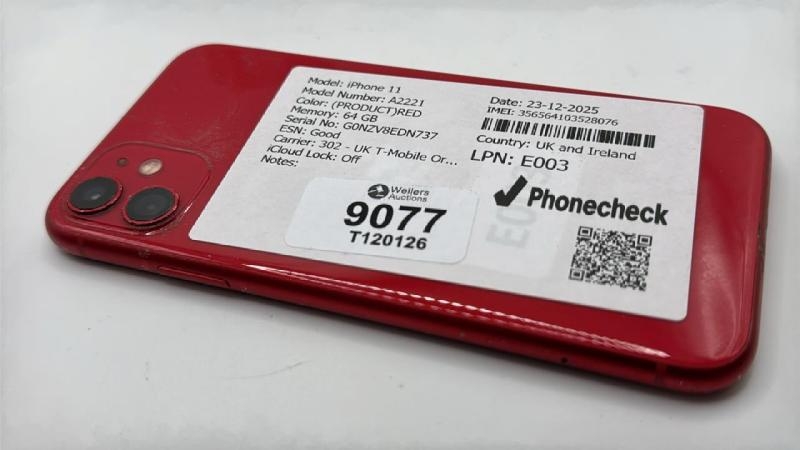 Model: iPhone 11
Model Number: A2221
Color: (PRODUCT)RED
Memory: 64 GB
Serial No: G0NZV8EDN737
ESN: Good
Carrier: 302 - UK T-Mobile Or...
iCloud Lock: Off
Notes:
Date: 23-12-2025
IMEI: 356564103528076
Country: UK and Ireland
LPN: E003
Phonecheck
Wellers
Auctions
9077
T120126